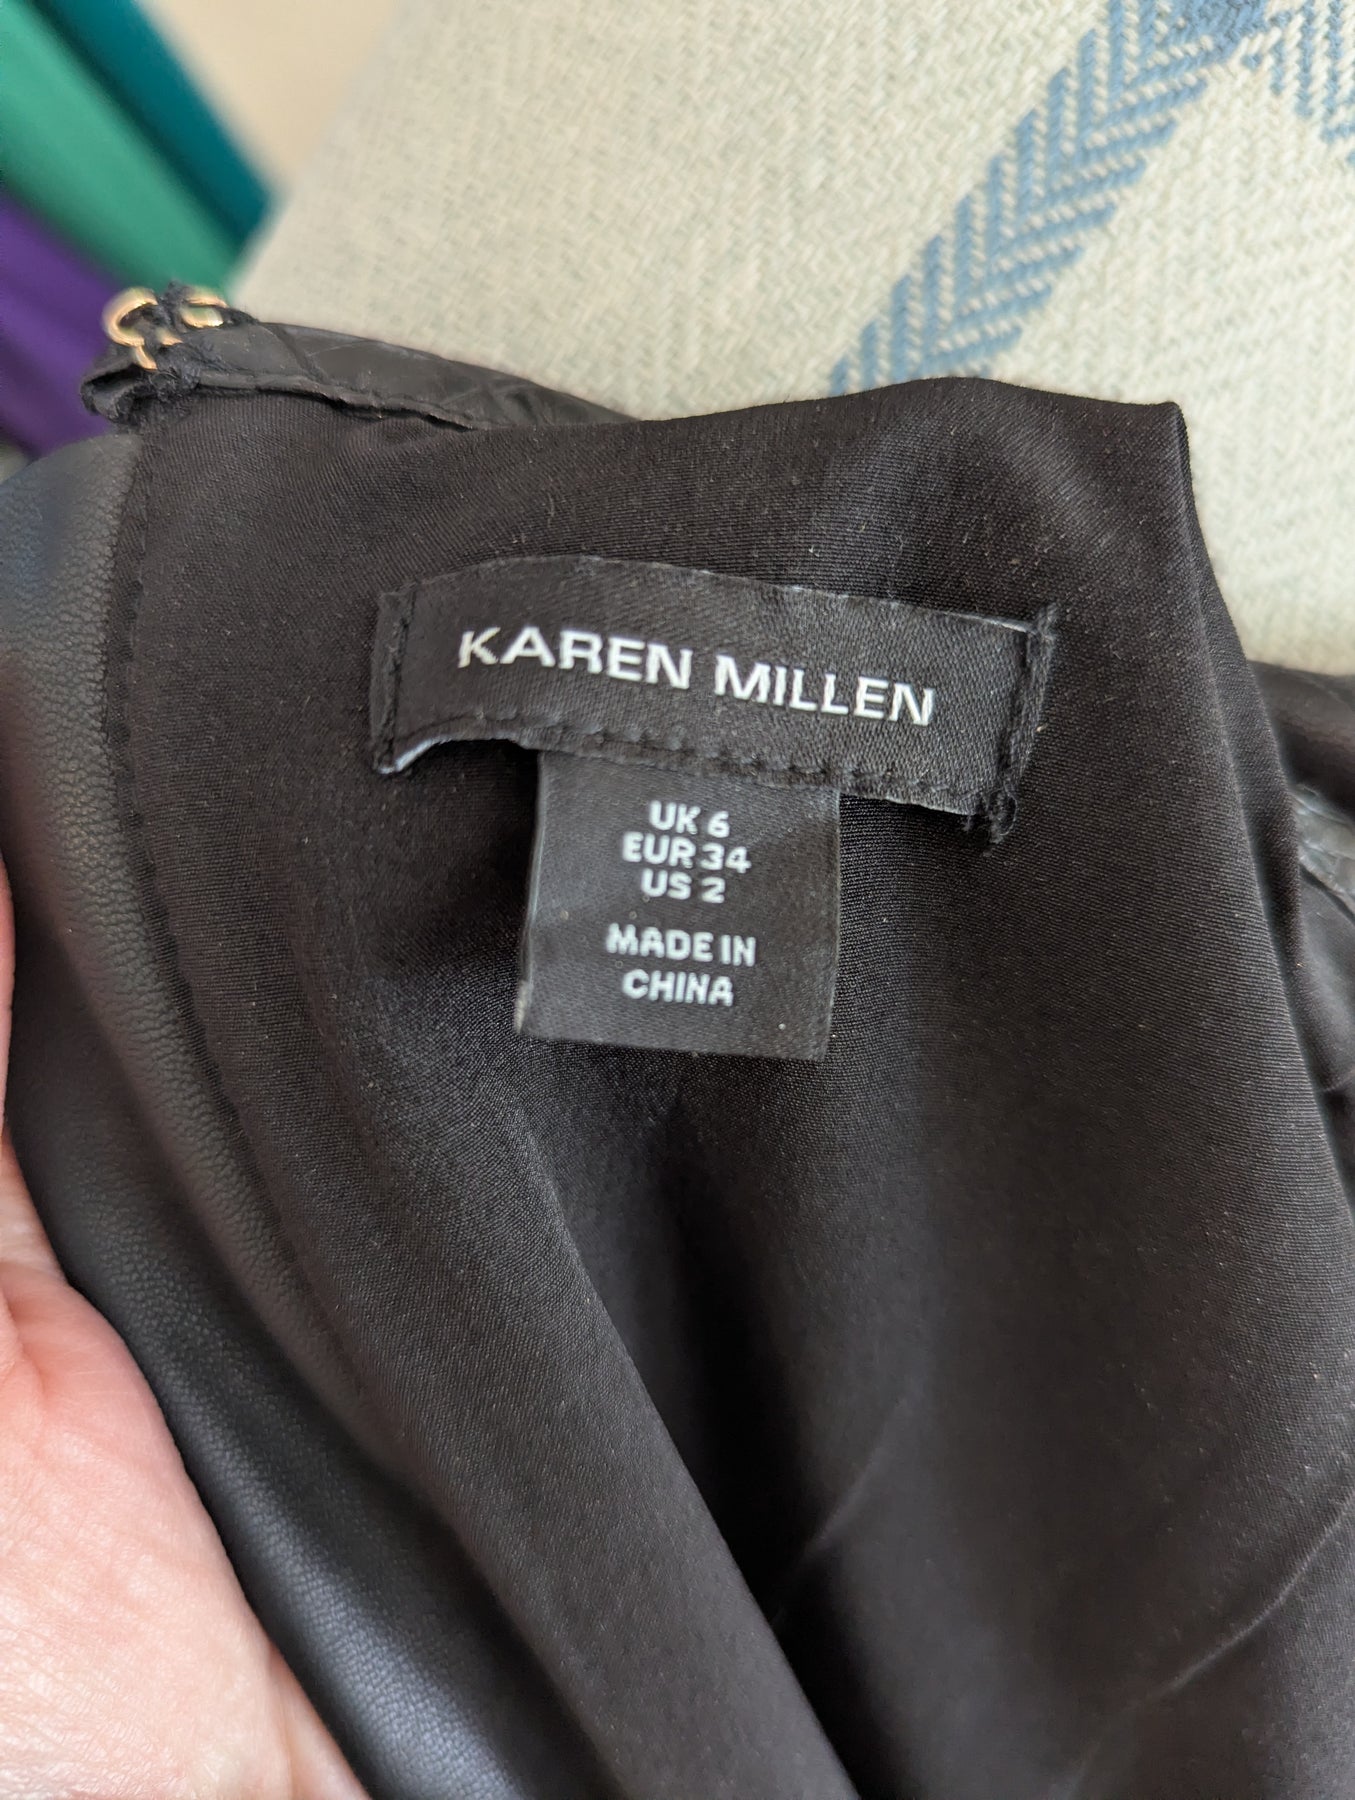 KAREN MILLEN
UK 6
EUR 34
US 2
MADE IN
CHINA